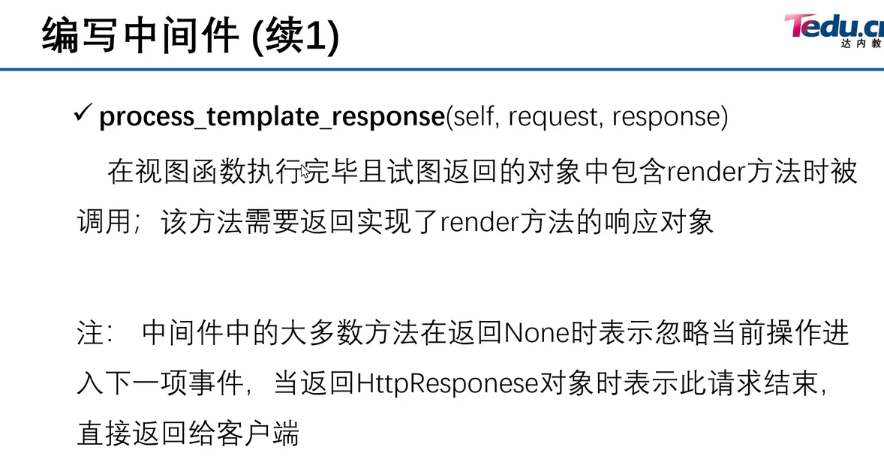 编写中间件 (续1)
Tedu.cn
达内教
✓ process_template_response(self, request, response)
在视图函数执行完毕且试图返回的对象中包含render方法时被
调用；该方法需要返回实现了render方法的响应对象
注： 中间件中的大多数方法在返回None时表示忽略当前操作进
入下一项事件，当返回HttpResponese对象时表示此请求结束，
直接返回给客户端